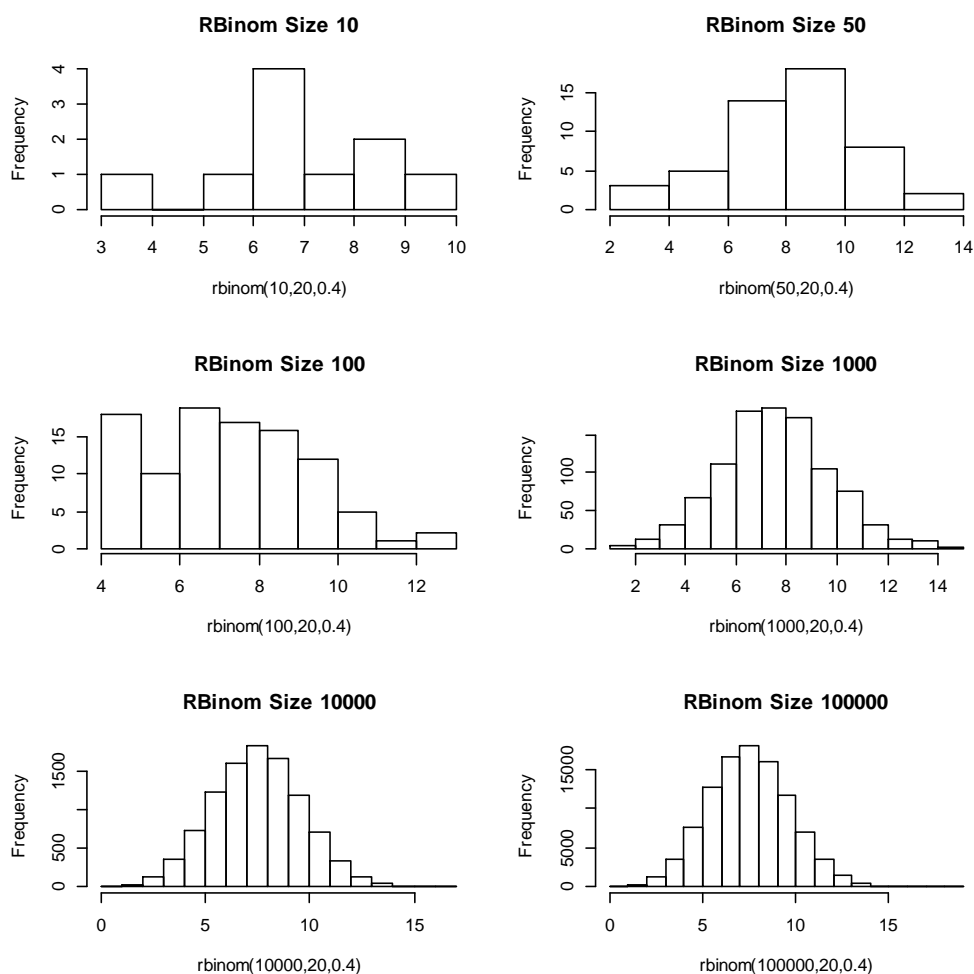 RBinom Size 10
Frequency
4
3
2
1
0
3 4 5 6 7 8 9 10
rbinom(10,20,0.4)
RBinom Size 50
Frequency
15
10
5
0
2 4 6 8 10 12 14
rbinom(50,20,0.4)
RBinom Size 100
Frequency
15
10
5
0
4 6 8 10 12
rbinom(100,20,0.4)
RBinom Size 1000
Frequency
100
50
0
2 4 6 8 10 12 14
rbinom(1000,20,0.4)
RBinom Size 10000
Frequency
1500
500
0
0 5 10 15
rbinom(10000,20,0.4)
RBinom Size 100000
Frequency
15000
5000
0
0 5 10 15
rbinom(100000,20,0.4)